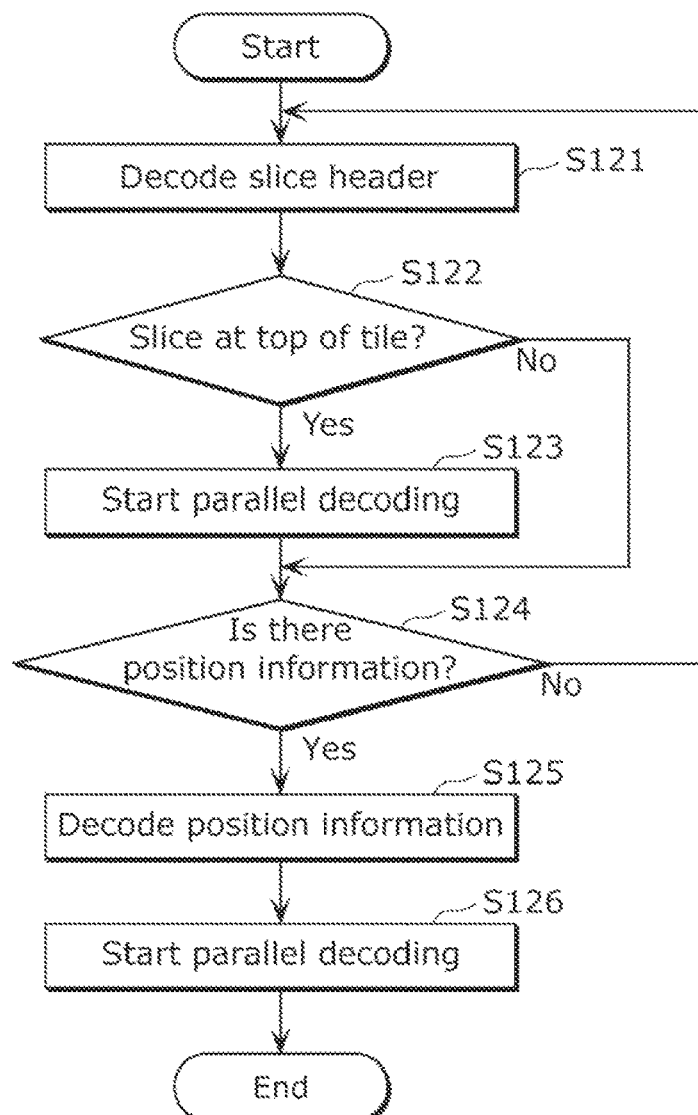 Start
Decode slice header
S121
S122
Slice at top of tile?
No
Yes
S123
Start parallel decoding
S124
Is there
position information?
No
Yes
S125
Decode position information
S126
Start parallel decoding
End